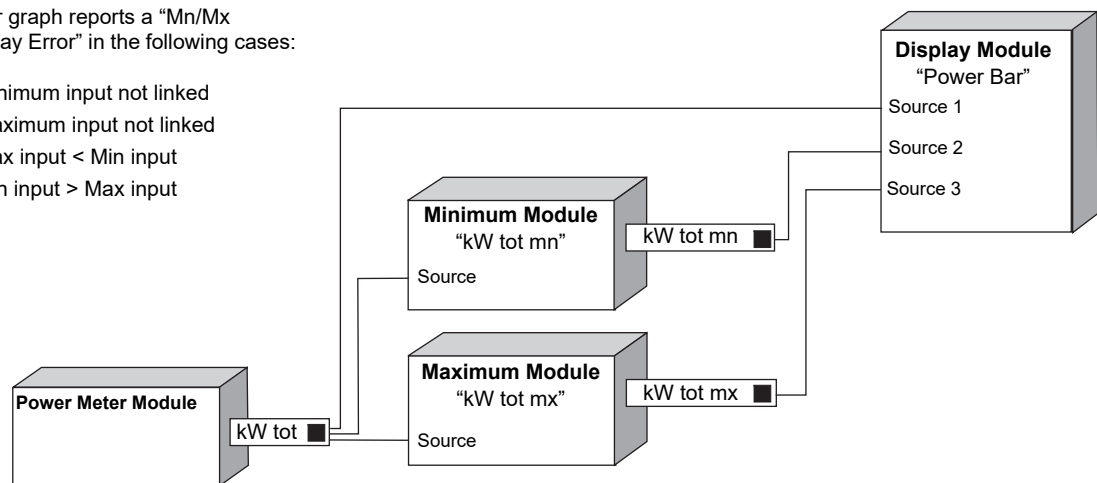 r graph reports a “Mn/Mx
ay Error” in the following cases:
nimum input not linked
aximum input not linked
ax input < Min input
n input > Max input
Display Module
“Power Bar”
Source 1
Source 2
Source 3
Minimum Module
“kW tot mn”
Source
kW tot mn
Maximum Module
“kW tot mx”
Source
kW tot mx
Power Meter Module
kW tot